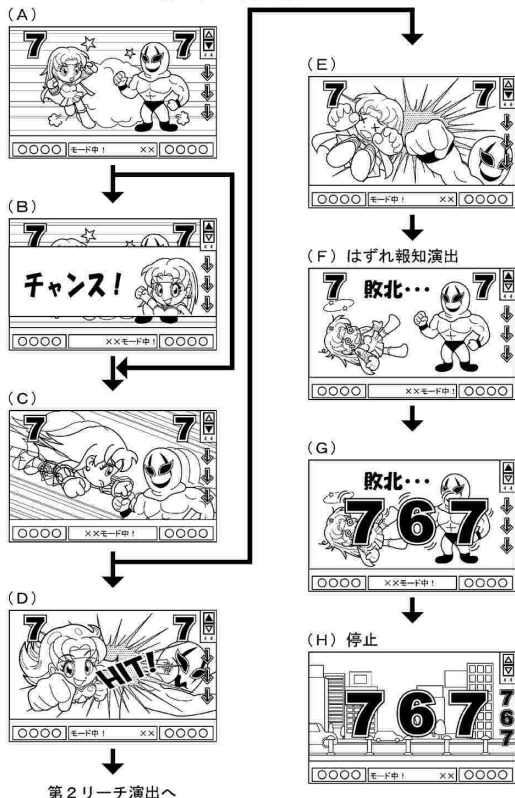 (A)
7 7
モード中! ×× ○○○○
○○○○
(B)
7 7
チャンス!
○○○○ ××モード中! ○○○○
(C)
7 7
○○○○ ××モード中! ○○○○
(D)
7 7
HIT!
○○○○ モード中! ×× ○○○○
第2リーチ演出へ
(E)
7 7
○○○○ モード中! ×× ○○○○
(F) はずれ報知演出
7 敗北・・・ 7
○○○○ ××モード中! ○○○○
(G)
敗北・・・
7 6 7
○○○○ ××モード中! ○○○○
(H) 停止
7 6 7
7
6
7
○○○○ モード中! ×× ○○○○